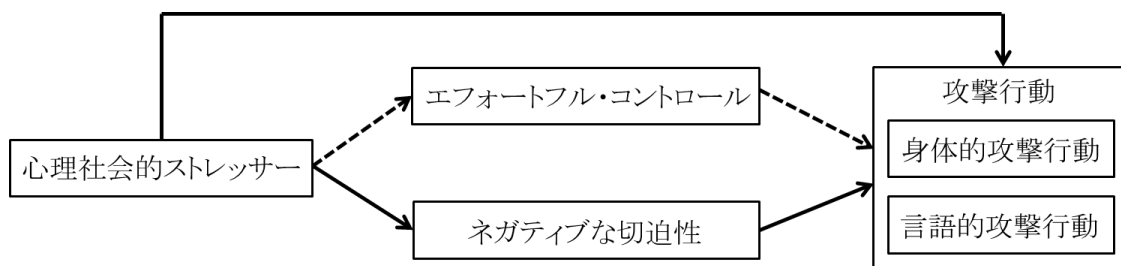 エフォートフル・コントロール
攻撃行動
心理社会的ストレッサー
身体的攻撃行動
ネガティブな切迫性
言語的攻撃行動